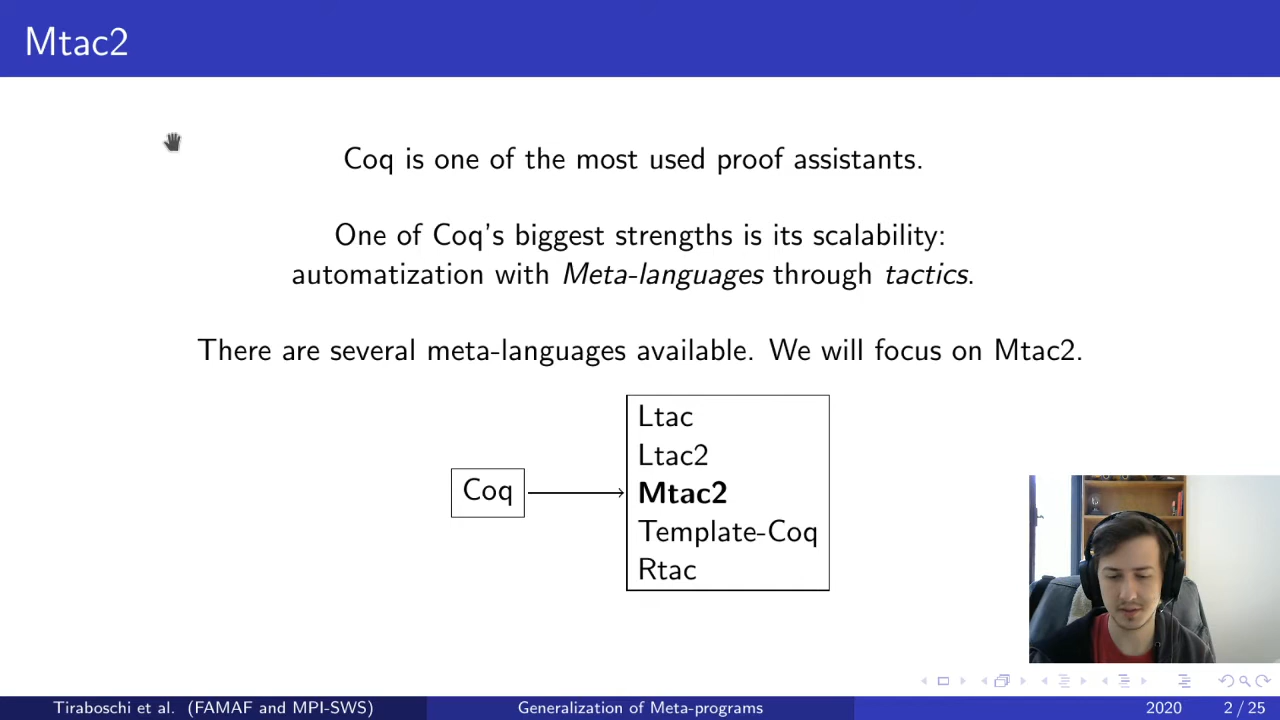 Mtac2
Coq is one of the most used proof assistants.
One of Coq's biggest strengths is its scalability:
automatization with Meta-languages through tactics.
There are several meta-languages available. We will focus on Mtac2.
Ltac
Ltac2
Coq
Mtac2
Template-Coq
Rtac
Tiraboschi et al. (FAMAF and MPI-SWS) Generalization of Meta-programs 2020 2 / 25